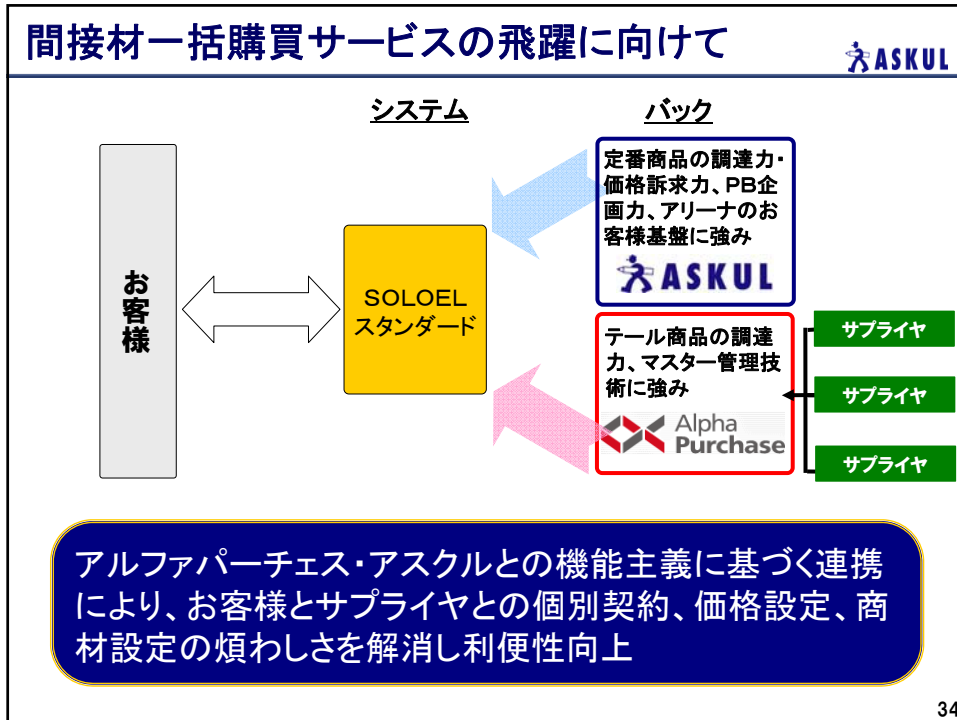 間接材一括購買サービスの飛躍に向けて
ASKUL
システム
バック
お客様
SOLOEL
スタンダード
定番商品の調達力・
価格訴求力、PB企
画力、アリーナのお
客様基盤に強み
ASKUL
テール商品の調達
力、マスター管理技
術に強み
Alpha
Purchase
サプライヤ
サプライヤ
サプライヤ
アルファパーチェス・アスクルとの機能主義に基づく連携
により、お客様とサプライヤとの個別契約、価格設定、商
材設定の煩わしさを解消し利便性向上
34